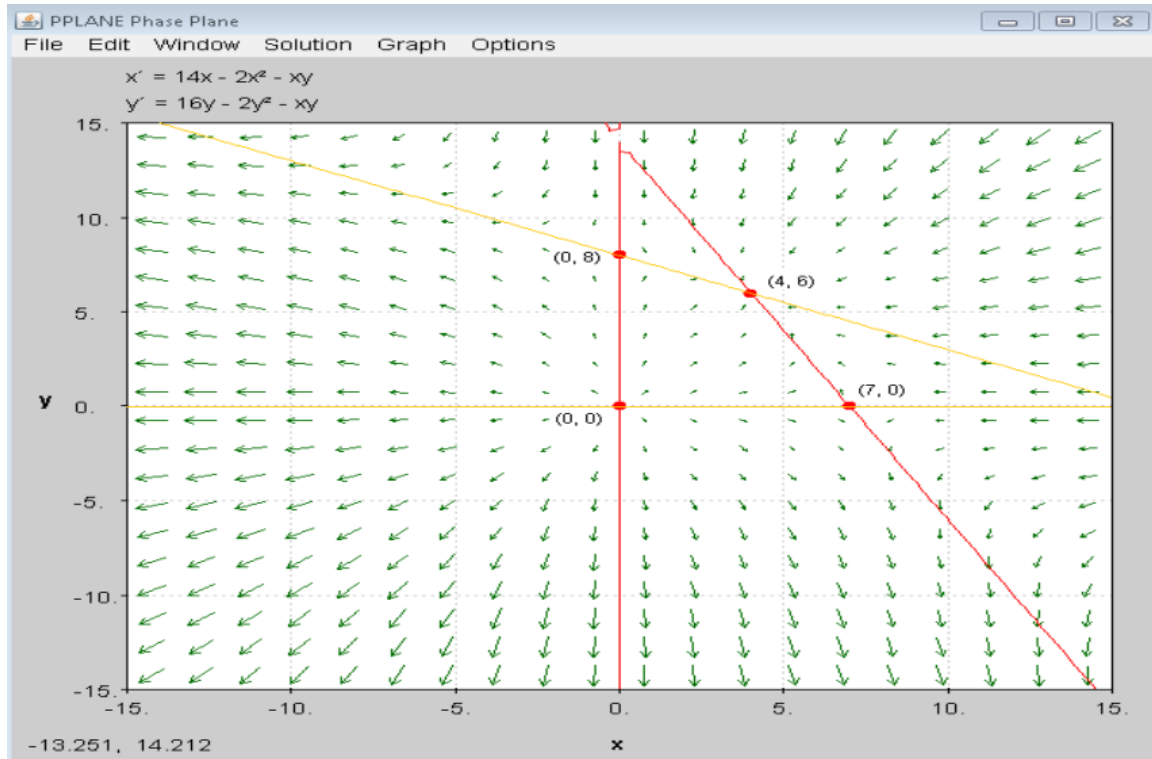 PPLANE Phase Plane
File Edit Window Solution Graph Options
x´ = 14x - 2x² - xy
y´ = 16y - 2y² - xy
15.
10.
(0, 8)
(4, 6)
5.
(7, 0)
y
0.
(0, 0)
-5.
-10.
-15.
-15. -10. -5. 0. 5. 10. 15.
-13.251, 14.212
x